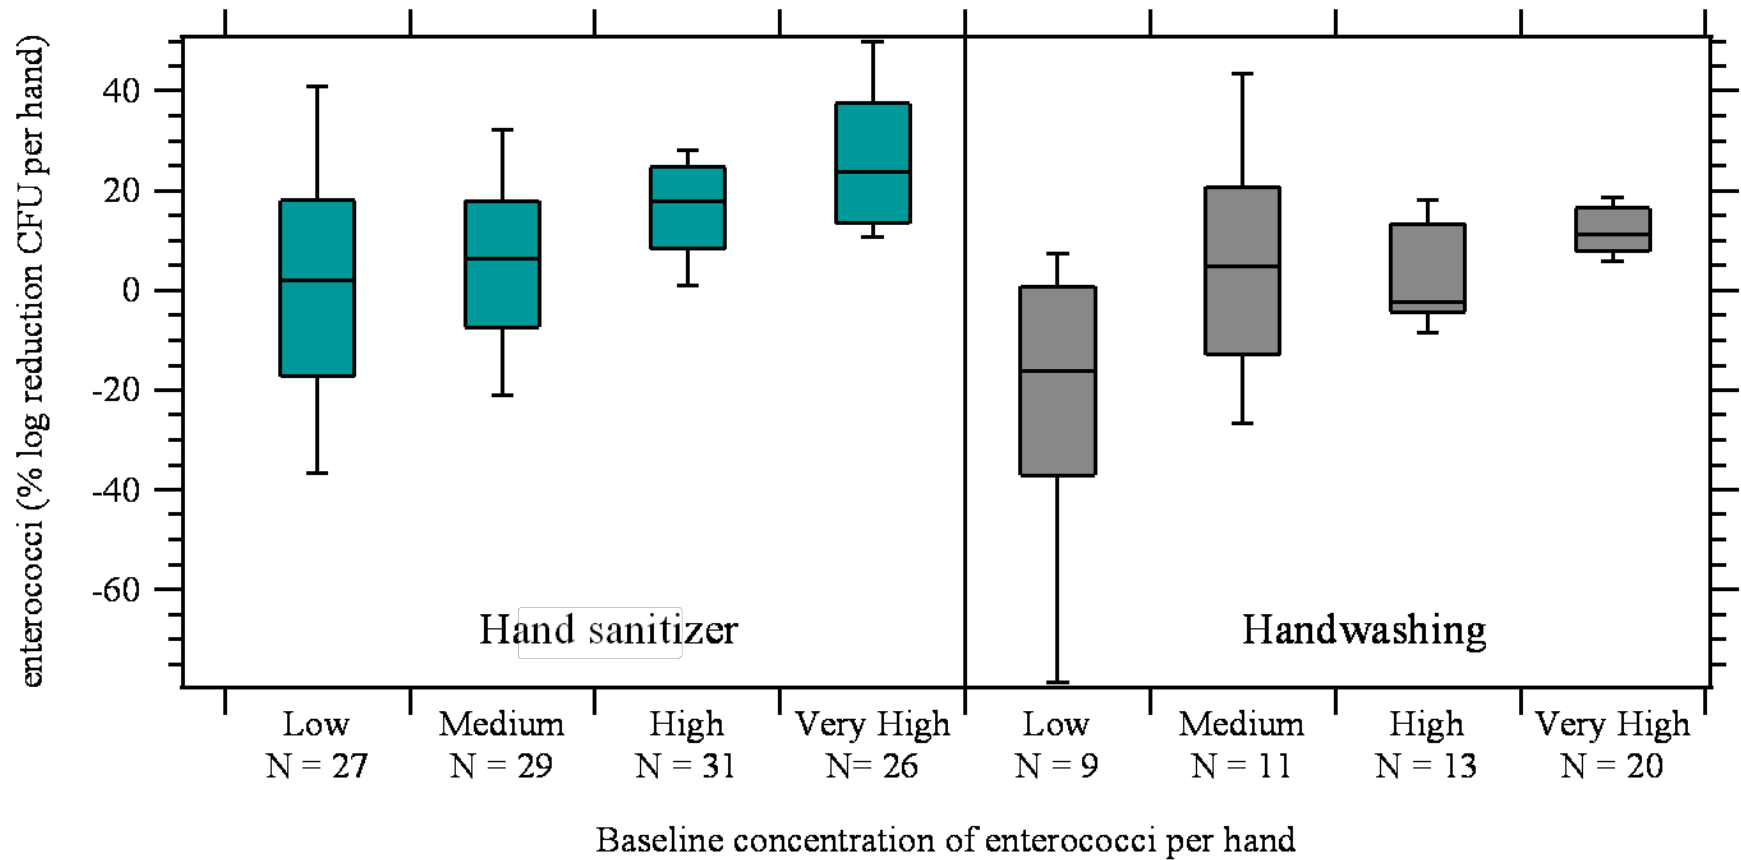 enterococci (% log reduction CFU per hand)
40
20
0
-20
-40
-60
Hand sanitizer
Handwashing
Low Medium High Very High Low Medium High Very High
N = 27 N = 29 N = 31 N= 26 N = 9 N = 11 N = 13 N = 20
Baseline concentration of enterococci per hand